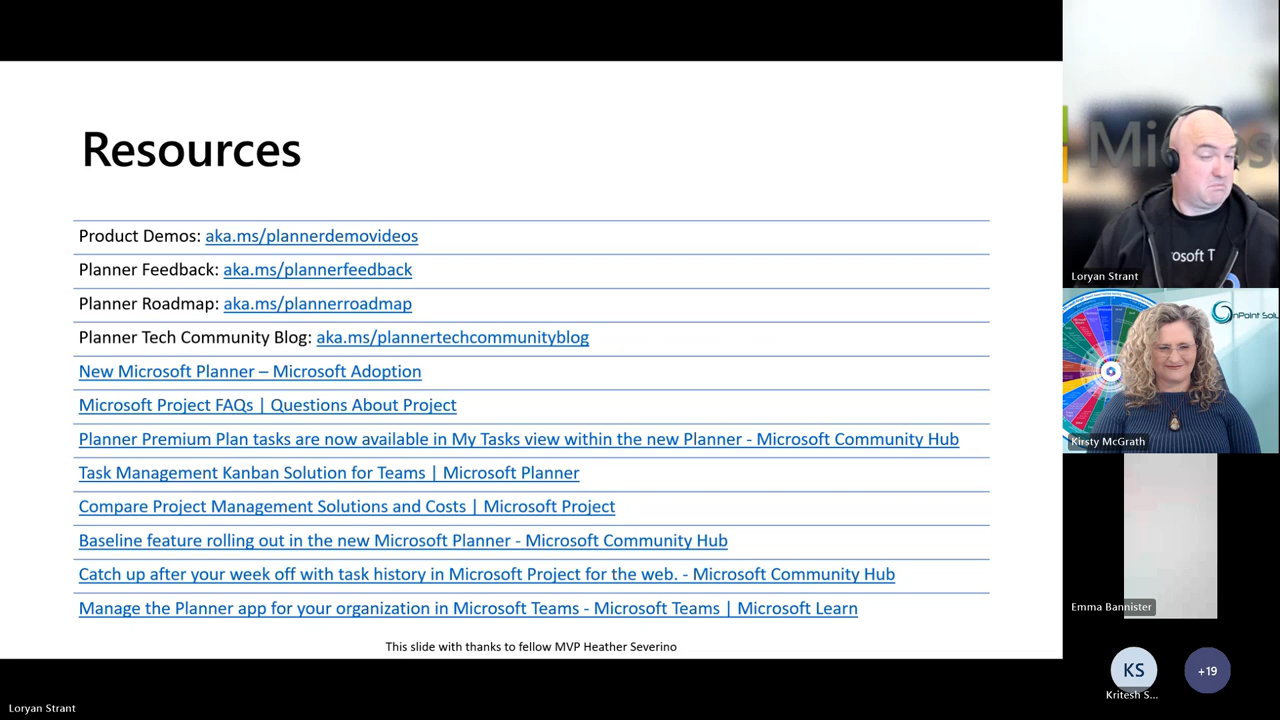 Resources
Product Demos: aka.ms/plannerdemovideos
Planner Feedback: aka.ms/plannerfeedback
Planner Roadmap: aka.ms/plannerroadmap
Planner Tech Community Blog: aka.ms/plannertechcommunityblog
New Microsoft Planner – Microsoft Adoption
Microsoft Project FAQs | Questions About Project
Planner Premium Plan tasks are now available in My Tasks view within the new Planner - Microsoft Community Hub
Task Management Kanban Solution for Teams | Microsoft Planner
Compare Project Management Solutions and Costs | Microsoft Project
Baseline feature rolling out in the new Microsoft Planner - Microsoft Community Hub
Catch up after your week off with task history in Microsoft Project for the web. - Microsoft Community Hub
Manage the Planner app for your organization in Microsoft Teams - Microsoft Teams | Microsoft Learn
This slide with thanks to fellow MVP Heather Severino
Loryan Strant
osoft T
Loryan Strant
nPoint Solu
Kirsty McGrath
Emma Bannister
KS
Kritesh S...
+19